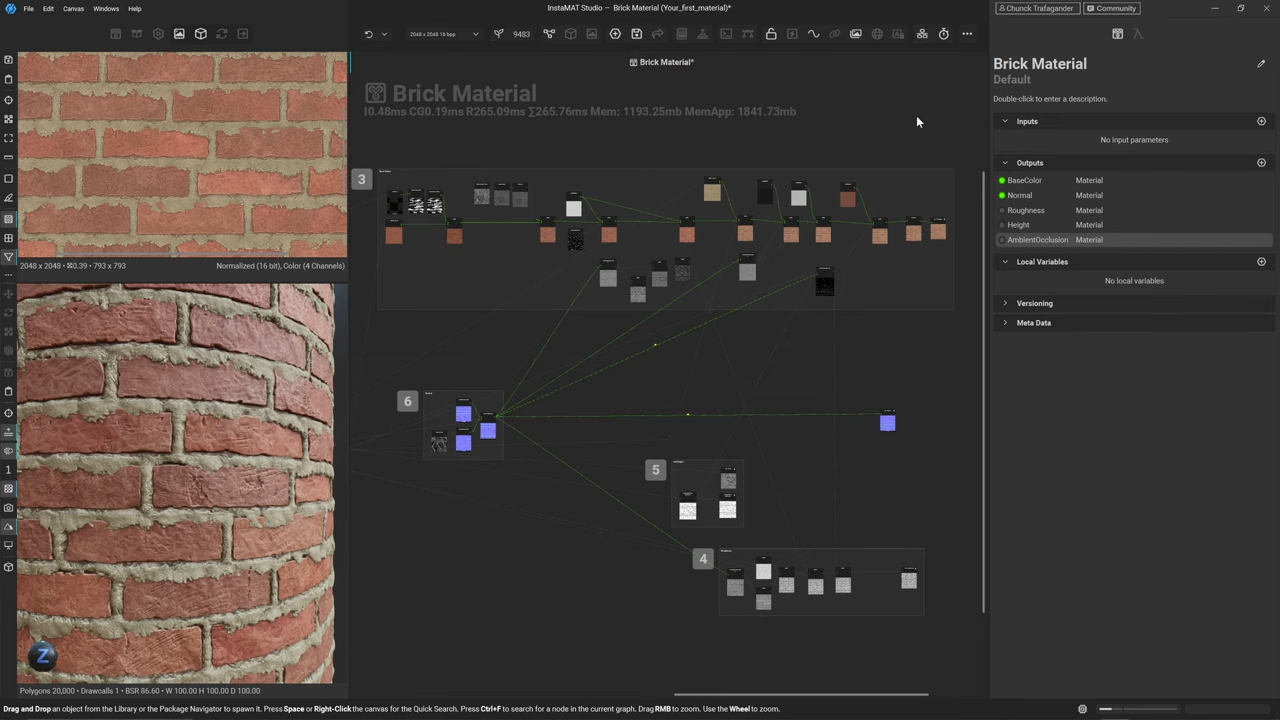 File Edit Canvas Windows Help
InstaMAT Studio — Brick Material (Your_first_material)*
Chunck Trafagander
Community
2048 x 2048 16 bpp
9483
Brick Material*
Brick Material
I0.48ms CG0.19ms R265.09ms ∑265.76ms Mem: 1193.25mb MemApp: 1841.73mb
3
6
5
4
2048 x 2048 • 0.39 • 793 x 793
Normalized (16 bit), Color (4 Channels)
1
Z
Polygons 20,000 • Drawcalls 1 • BSR 86.60 • W 100.00 H 100.00 D 100.00
Brick Material
Default
Double-click to enter a description.
Inputs
No input parameters
Outputs
BaseColor Material
Normal Material
Roughness Material
Height Material
AmbientOcclusion Material
Local Variables
No local variables
Versioning
Meta Data
Drag and Drop an object from the Library or the Package Navigator to spawn it. Press Space or Right-Click the canvas for the Quick Search. Press Ctrl+F to search for a node in the current graph. Drag RMB to zoom. Use the Wheel to zoom.